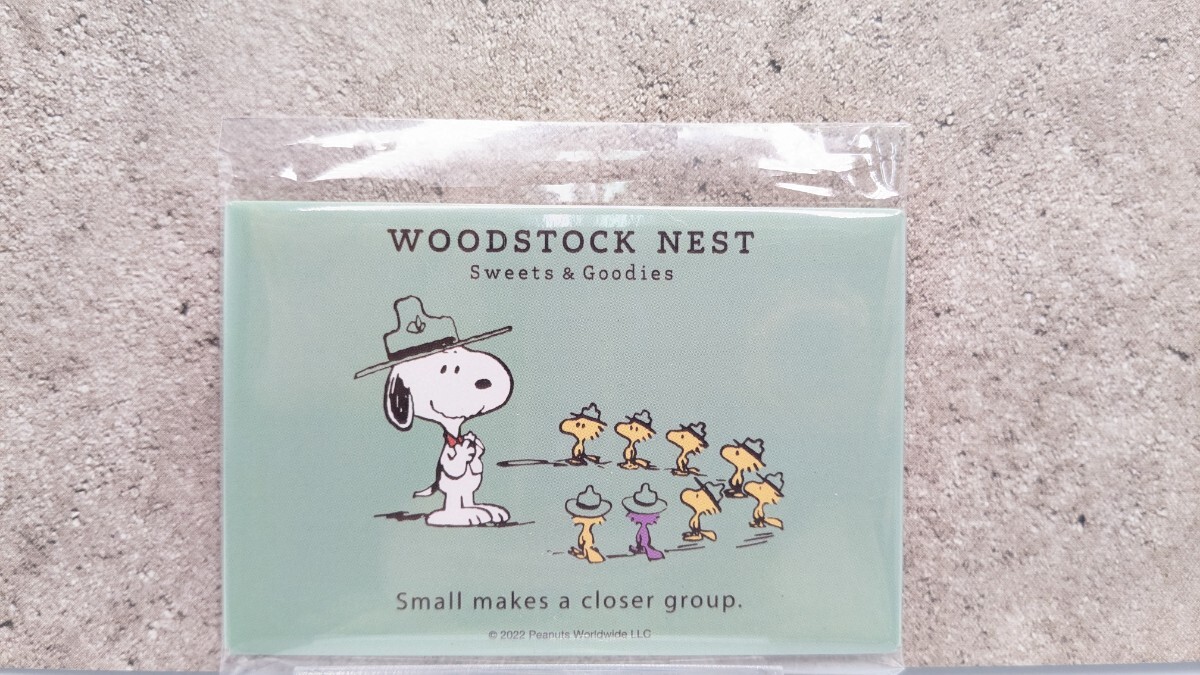 WOODSTOCK NEST
Sweets & Goodies
Small makes a closer group.
© 2022 Peanuts Worldwide LLC